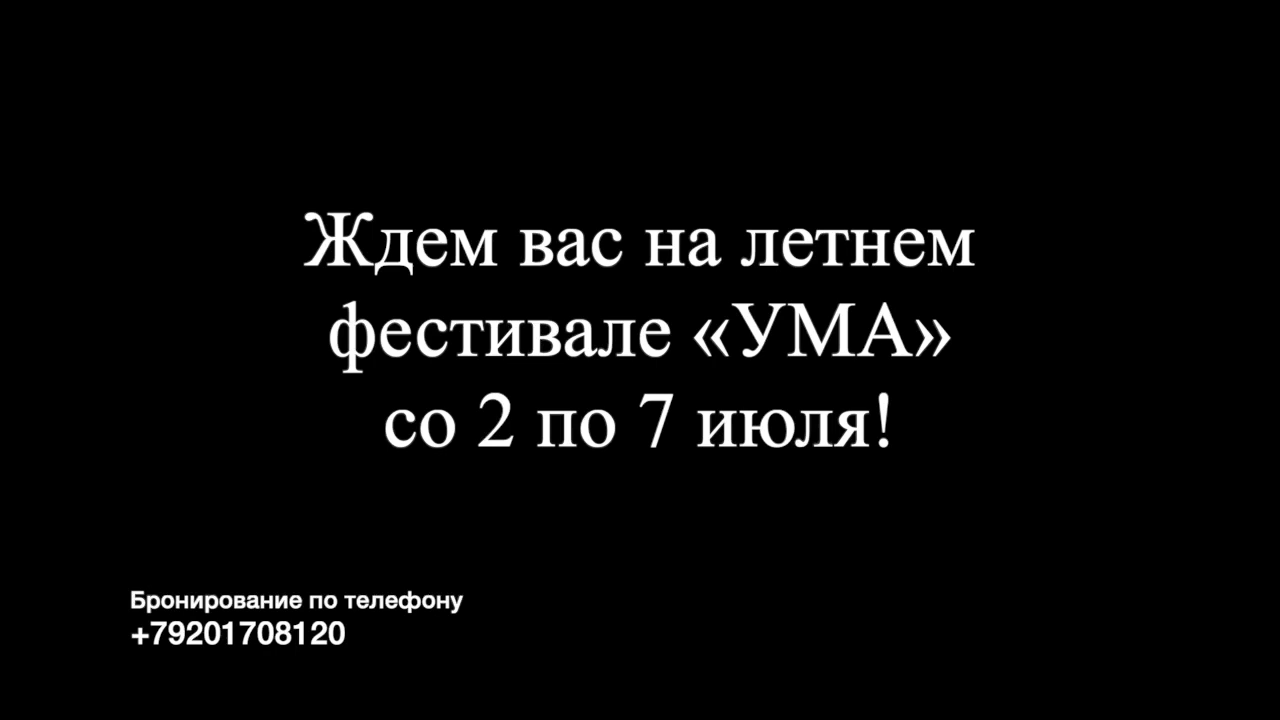 Ждем вас на летнем
фестивале «УМА»
со 2 по 7 июля!
Бронирование по телефону
+79201708120